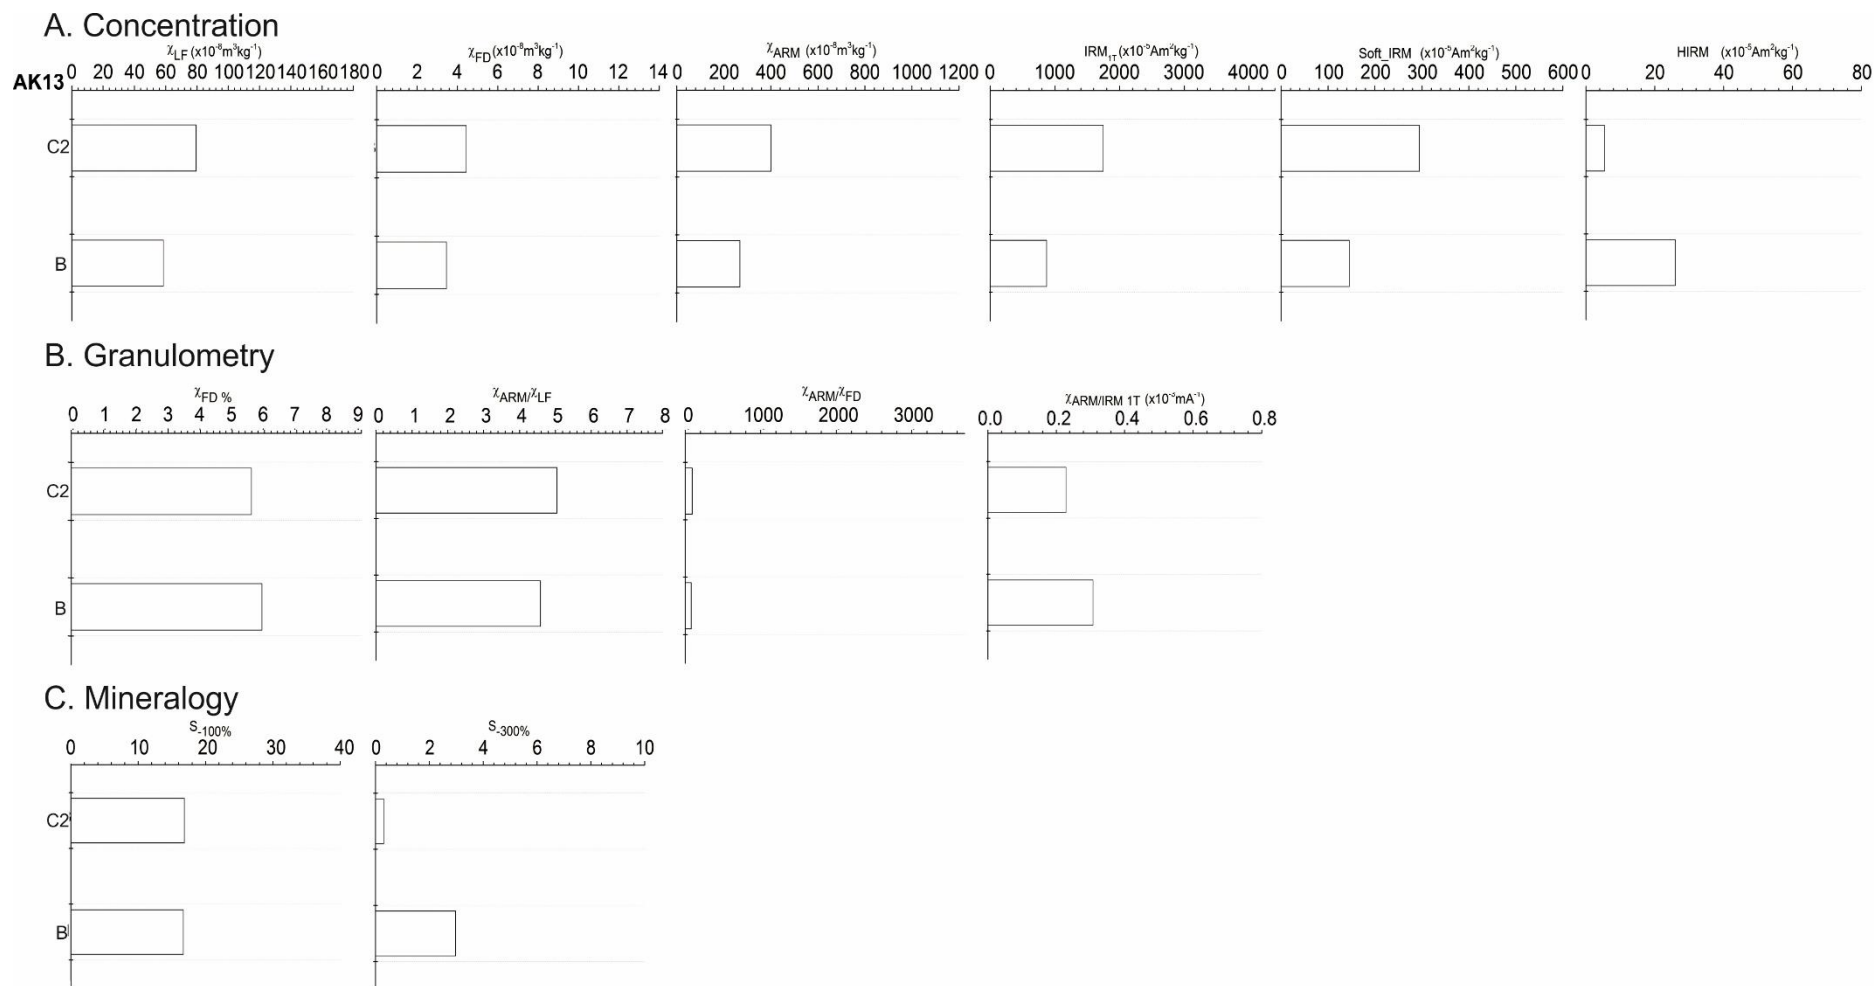 A. Concentration
χLF (x10⁻⁸m³kg⁻¹) χFD (x10⁻⁸m³kg⁻¹) χARM (x10⁻⁸m³kg⁻¹) IRM1T (x10⁻⁵Am²kg⁻¹) Soft_IRM (x10⁻⁵Am²kg⁻¹) HIRM (x10⁻⁵Am²kg⁻¹)
0 20 40 60 80 100 120 140 160 180 0 2 4 6 8 10 12 14 0 200 400 600 800 1000 1200 0 1000 2000 3000 4000 0 100 200 300 400 500 600 0 20 40 60 80
AK13
C2
B
B. Granulometry
χFD % χARM/χLF χARM/χFD χARM/IRM 1T (x10⁻³mA⁻¹)
0 1 2 3 4 5 6 7 8 9 0 1 2 3 4 5 6 7 8 0 1000 2000 3000 0.0 0.2 0.4 0.6 0.8
C2
B
C. Mineralogy
S-100% S-300%
0 10 20 30 40 0 2 4 6 8 10
C2
B